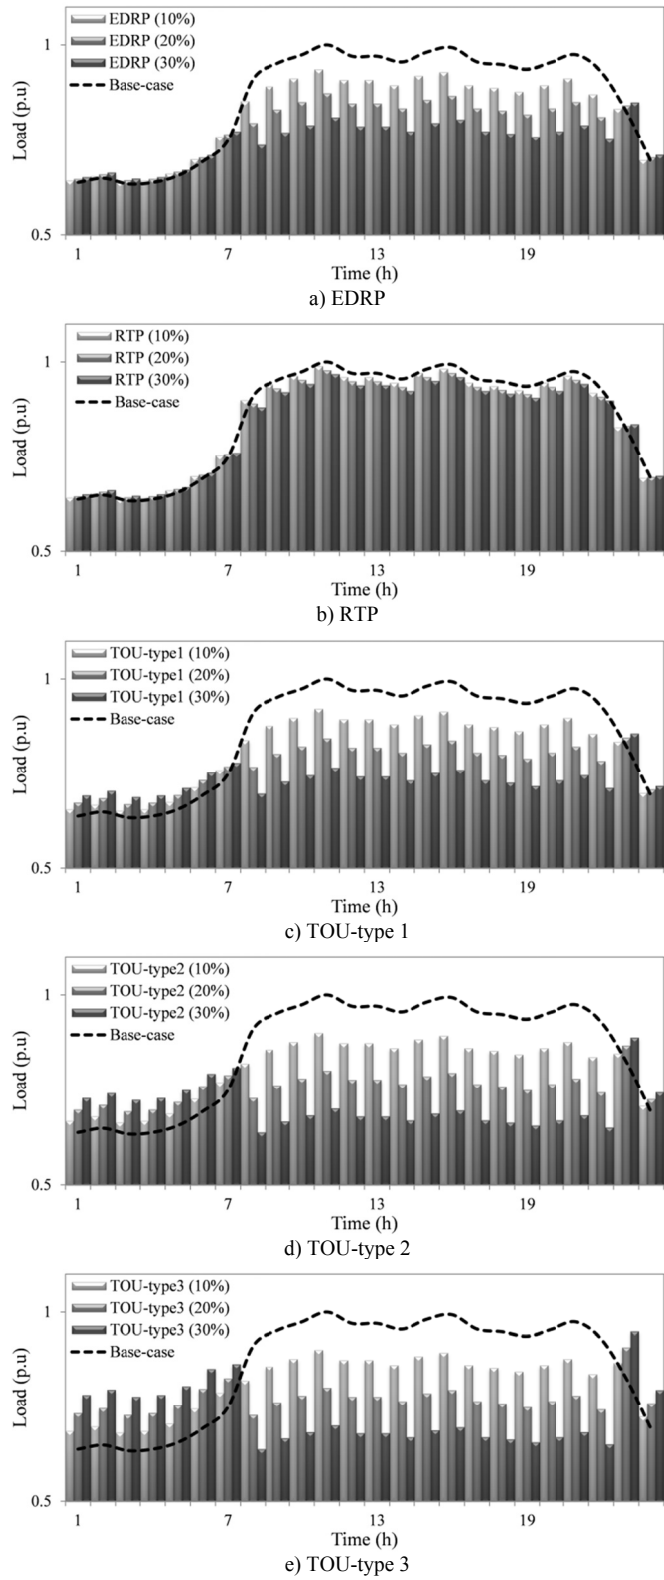 EDRP (10%)
EDRP (20%)
EDRP (30%)
Base-case
1
0.5
Load (p.u)
1 7 13 19
Time (h)
a) EDRP
RTP (10%)
RTP (20%)
RTP (30%)
Base-case
1
0.5
Load (p.u)
1 7 13 19
Time (h)
b) RTP
TOU-type1 (10%)
TOU-type1 (20%)
TOU-type1 (30%)
Base-case
1
0.5
Load (p.u)
1 7 13 19
Time (h)
c) TOU-type 1
TOU-type2 (10%)
TOU-type2 (20%)
TOU-type2 (30%)
Base-case
1
0.5
Load (p.u)
1 7 13 19
Time (h)
d) TOU-type 2
TOU-type3 (10%)
TOU-type3 (20%)
TOU-type3 (30%)
Base-case
1
0.5
Load (p.u)
1 7 13 19
Time (h)
e) TOU-type 3